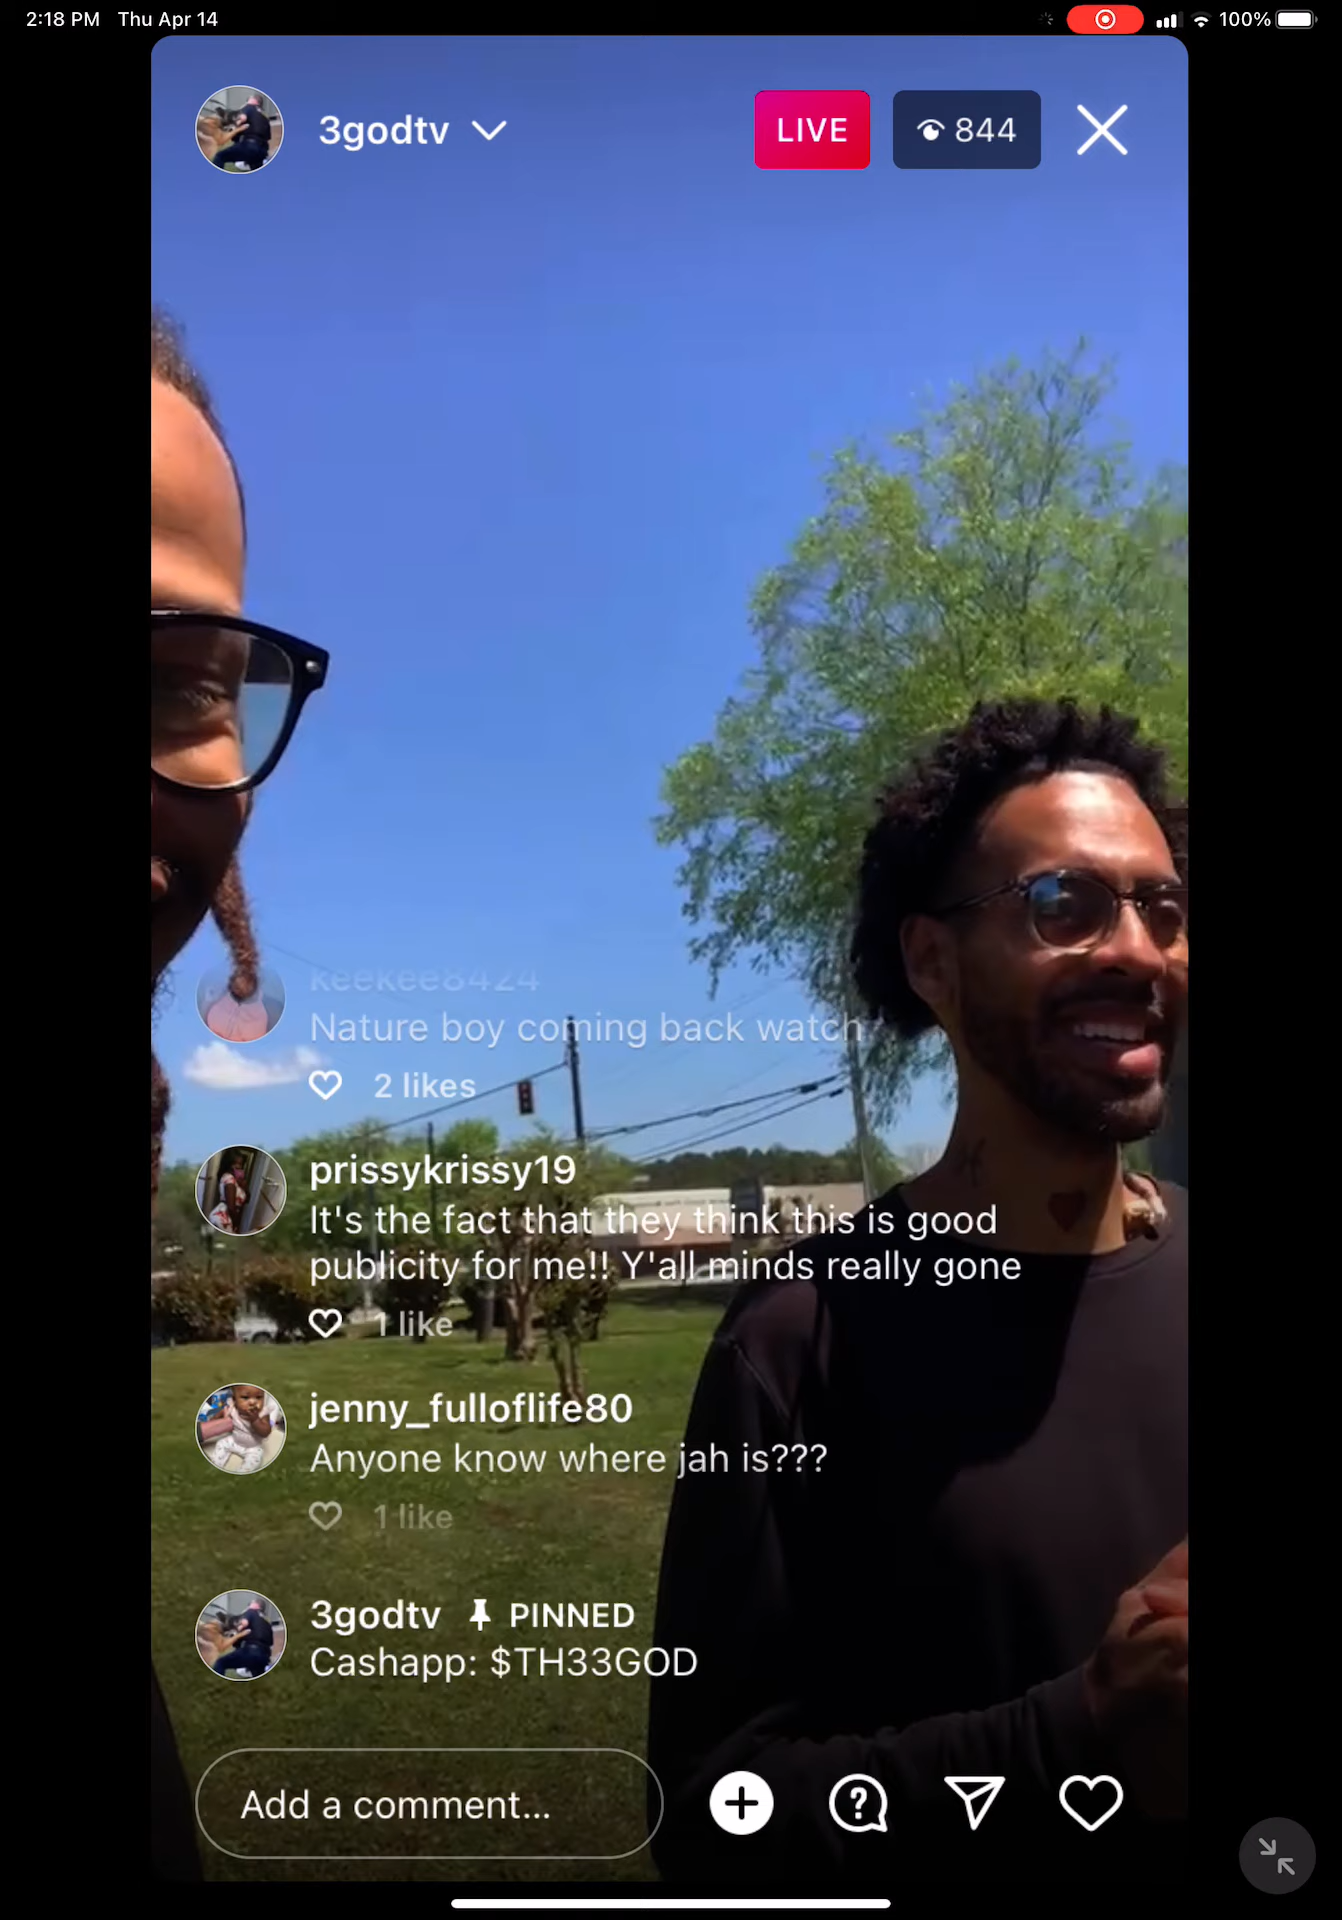 2:18 PM Thu Apr 14
100%
3godtv
LIVE
844
keekee8424
Nature boy coming back watch
2 likes
prissykrissy19
It's the fact that they think this is good
publicity for me!! Y'all minds really gone
1 like
jenny_fulloflife80
Anyone know where jah is???
1 like
3godtv PINNED
Cashapp: $TH33GOD
Add a comment...